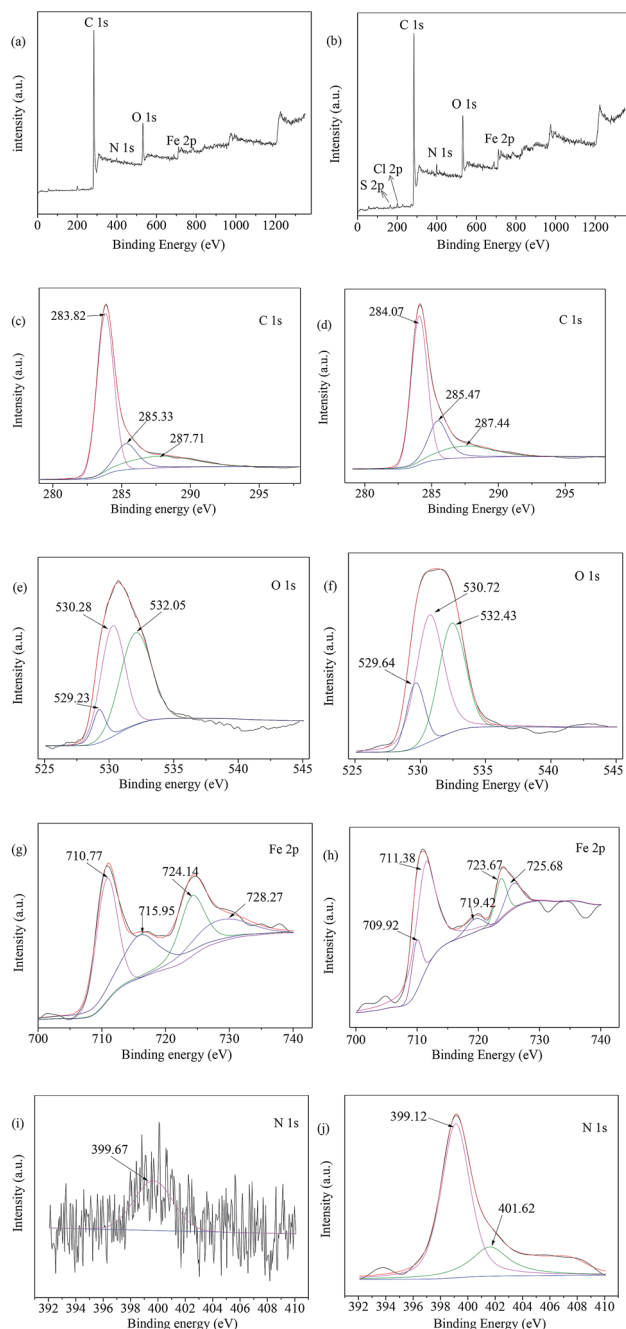 (a)
C 1s
O 1s
N 1s
Fe 2p
intensity (a.u.)
0 200 400 600 800 1000 1200
Binding Energy (eV)
(b)
C 1s
O 1s
Fe 2p
N 1s
Cl 2p
S 2p
Intensity (a.u.)
0 200 400 600 800 1000 1200
Binding Energy (eV)
(c)
C 1s
283.82
285.33
287.71
Intensity (a.u.)
280 285 290 295
Binding energy (eV)
(d)
C 1s
284.07
285.47
287.44
Intensity (a.u.)
280 285 290 295
Binding Energy (eV)
(e)
O 1s
530.28
532.05
529.23
Intensity (a.u.)
525 530 535 540 545
Binding energy (eV)
(f)
O 1s
530.72
532.43
529.64
Intensity (a.u.)
525 530 535 540 545
Binding Energy (eV)
(g)
Fe 2p
710.77
724.14
715.95
728.27
Intensity (a.u.)
700 710 720 730 740
Binding energy (eV)
(h)
Fe 2p
711.38
723.67
725.68
719.42
709.92
Intensity (a.u.)
700 710 720 730 740
Binding Energy (eV)
(i)
N 1s
399.67
Intensity (a.u.)
392 394 396 398 400 402 404 406 408 410
Binding energy (eV)
(j)
N 1s
399.12
401.62
Intensity (a.u.)
392 394 396 398 400 402 404 406 408 410
Binding Energy (eV)